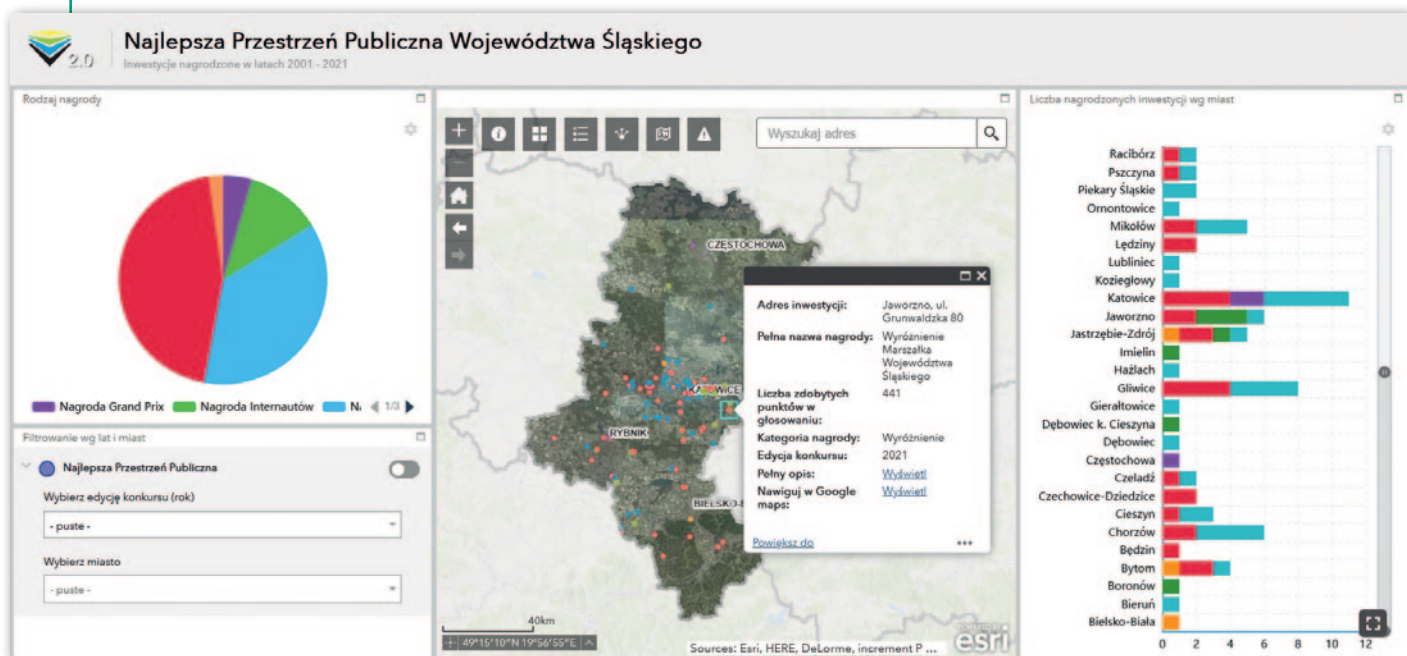 2.0
Najlepsza Przestrzeń Publiczna Województwa Śląskiego
Inwestycje nagrodzone w latach 2001 - 2021
Rodzaj nagrody
Nagroda Grand Prix
Nagroda Internautów
1/3
Filtrowanie wg lat i miast
Najlepsza Przestrzeń Publiczna
Wybierz edycję konkursu (rok)
- puste -
Wybierz miasto
- puste -
Wyszukaj adres
CZĘSTOCHOWA
RYBNIK
Adres inwestycji: Jaworzno, ul.
Grunwaldzka 80
Pełna nazwa nagrody: Wyróżnienie
Marszałka
Województwa
Śląskiego
Liczba zdobytych 441
punktów w
głosowaniu:
Kategoria nagrody: Wyróżnienie
Edycja konkursu: 2021
Pełny opis: Wyświetl
Nawiguj w Google Wyświetl
maps:
Powiększ do
40km
49°15'10"N 19°56'55"E
Sources: Esri, HERE, DeLorme, increment P ...
esri
Liczba nagrodzonych inwestycji wg miast
Racibórz
Pszczyna
Piekary Śląskie
Ornontowice
Mikołów
Lędziny
Lubliniec
Koziegłowy
Katowice
Jaworzno
Jastrzębie-Zdrój
Imielin
Hażlach
Gliwice
Gierałtowice
Dębowiec k. Cieszyna
Dębowiec
Częstochowa
Czeladź
Czechowice-Dziedzice
Cieszyn
Chorzów
Będzin
Bytom
Boronów
Bieruń
Bielsko-Biała
0 2 4 6 8 10 12